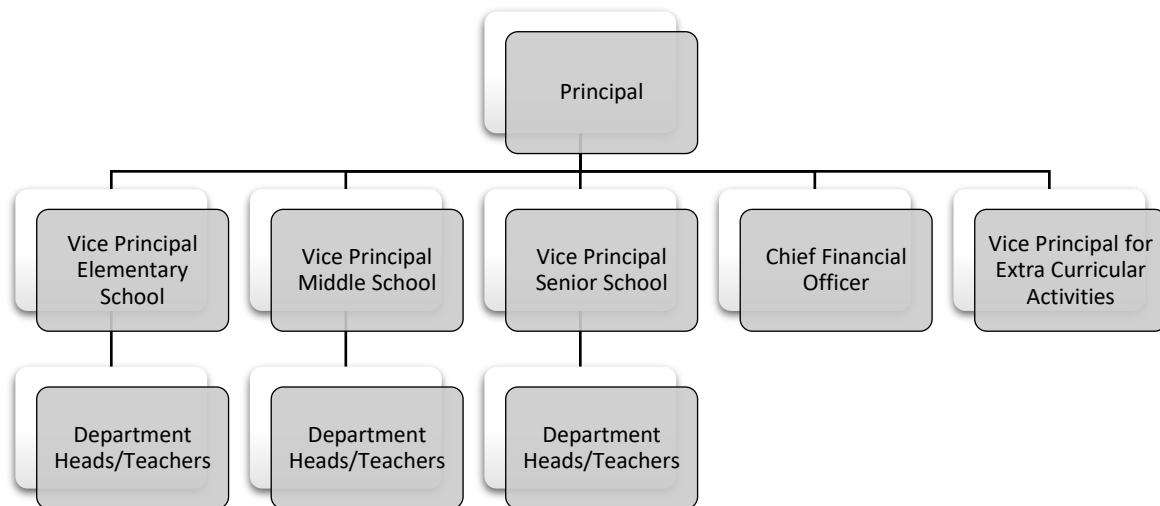 Principal
Vice Principal
Elementary
School
Vice Principal
Middle School
Vice Principal
Senior School
Chief Financial
Officer
Vice Principal for
Extra Curricular
Activities
Department
Heads/Teachers
Department
Heads/Teachers
Department
Heads/Teachers